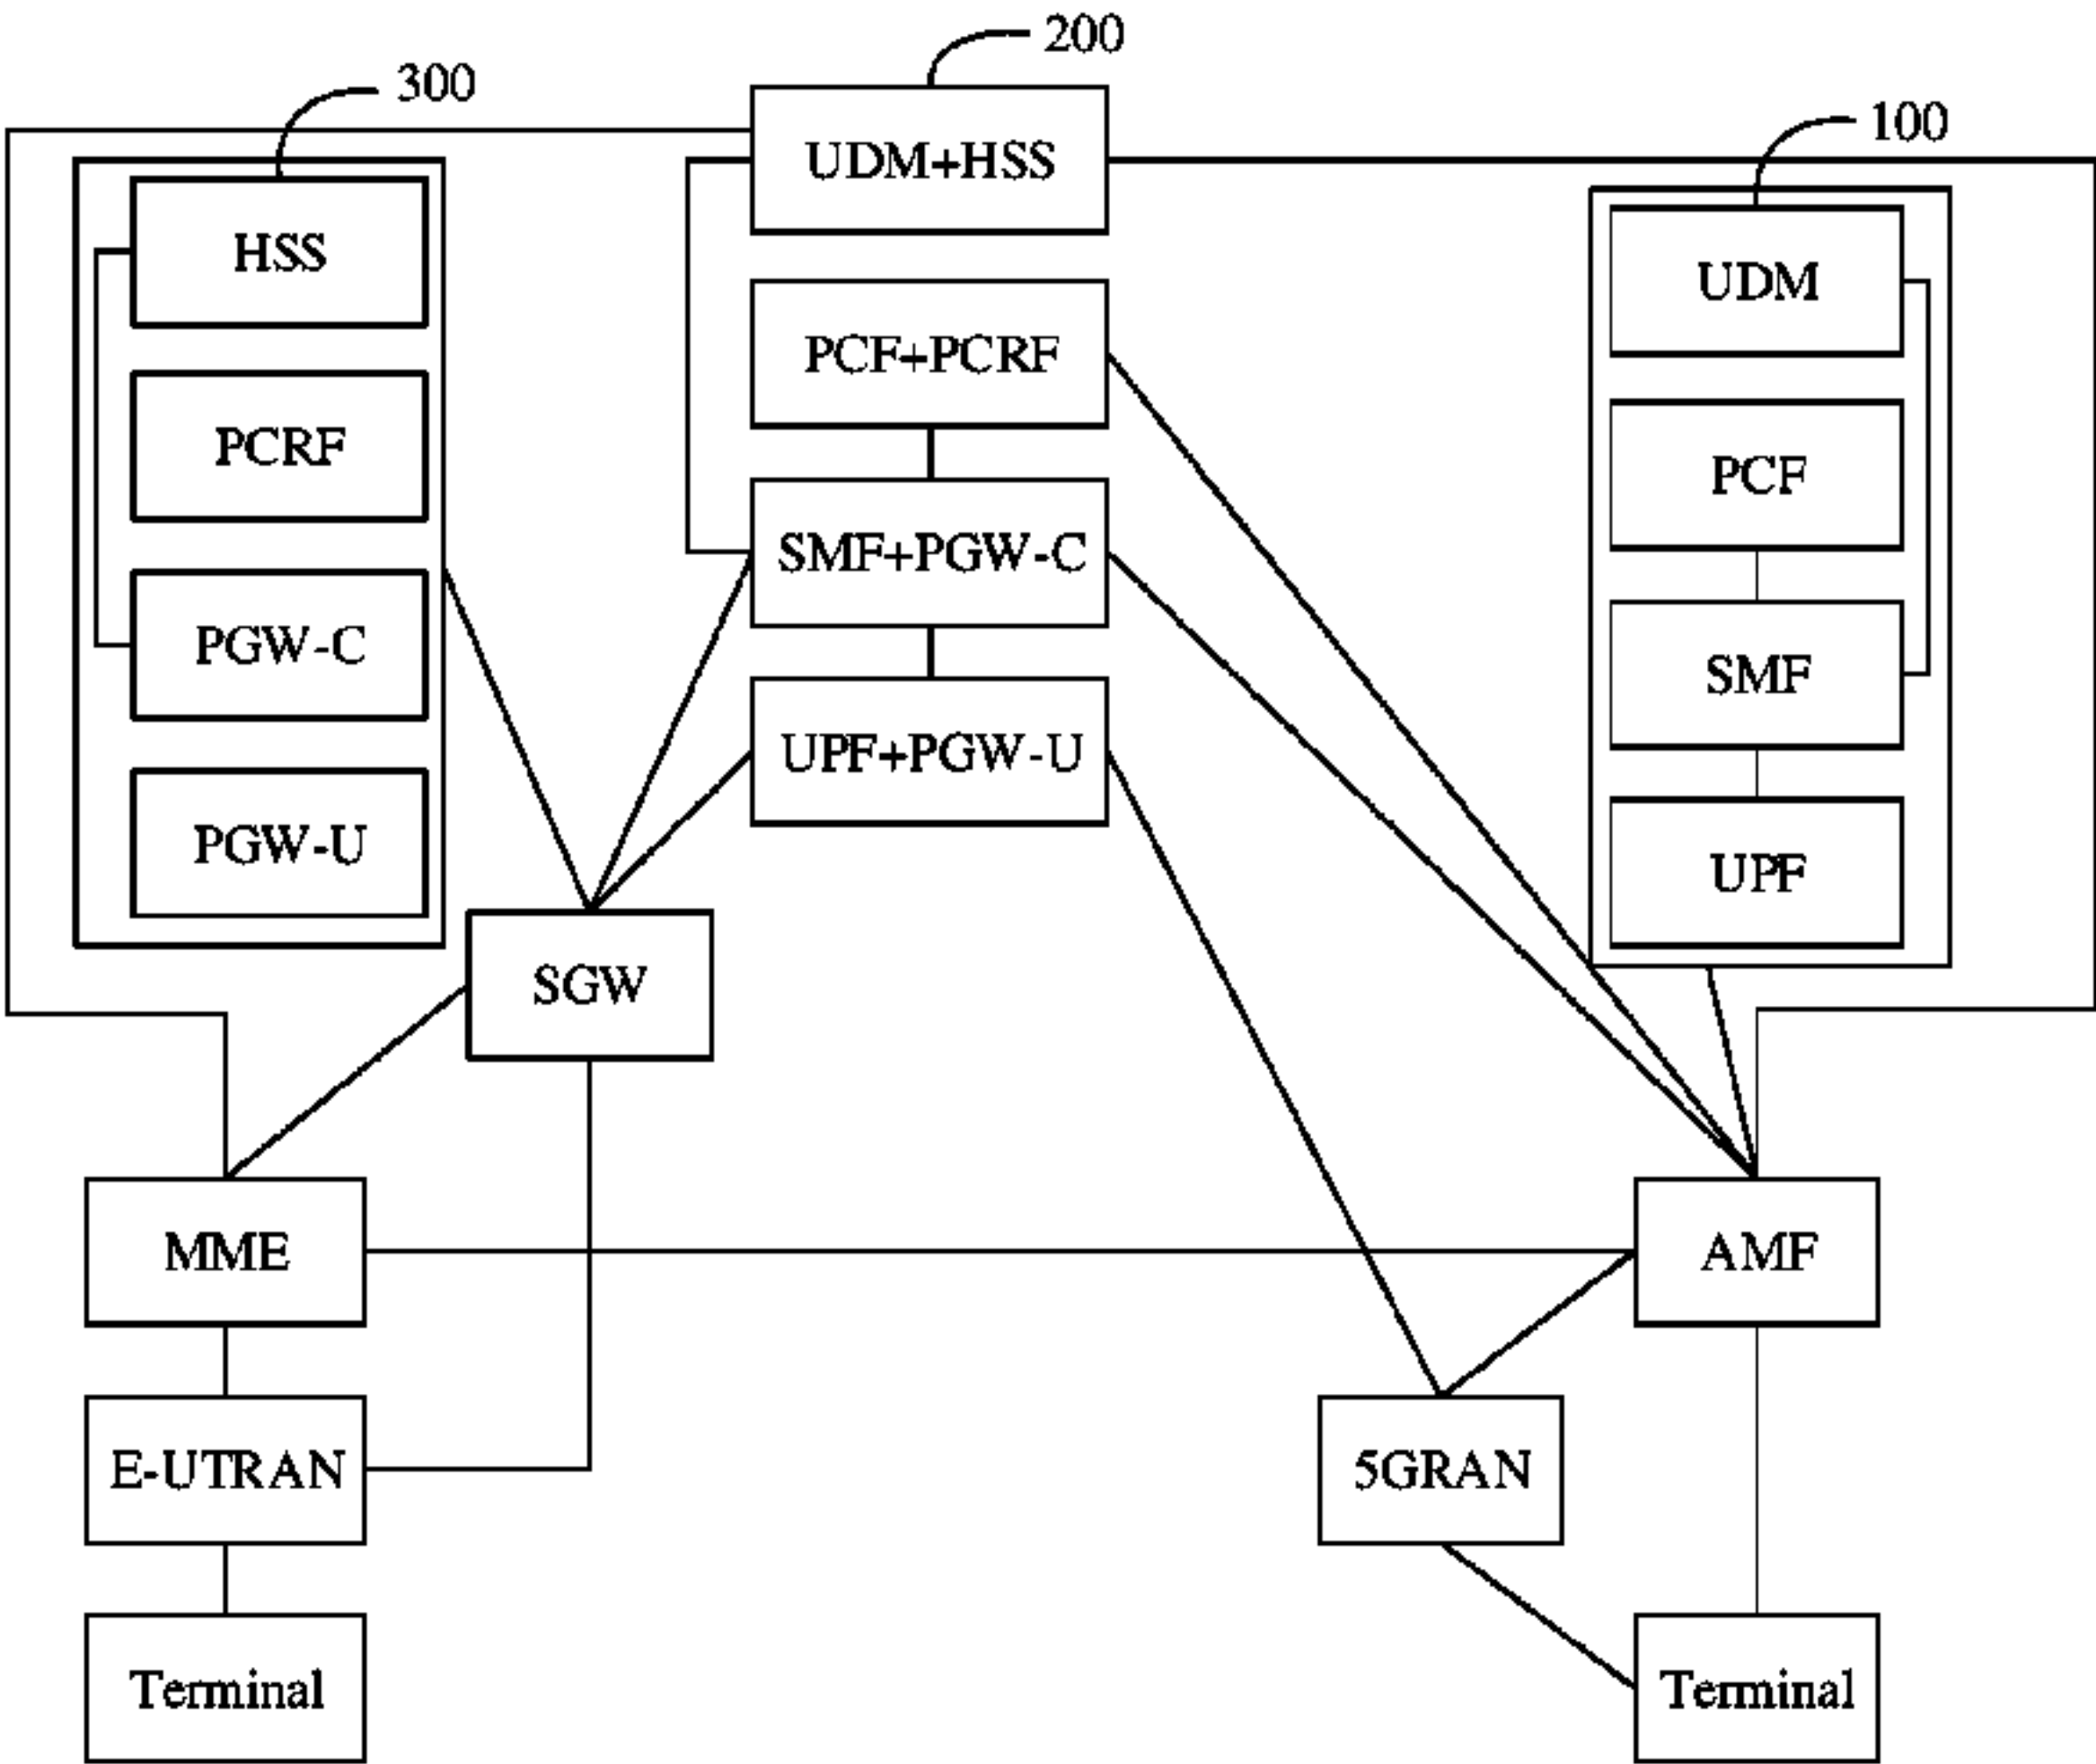 200
300
100
UDM+HSS
HSS
UDM
PCF+PCRF
PCRF
PCF
SMF+PGW-C
PGW-C
SMF
UPF+PGW-U
PGW-U
UPF
SGW
MME
AMF
E-UTRAN
5GRAN
Terminal
Terminal